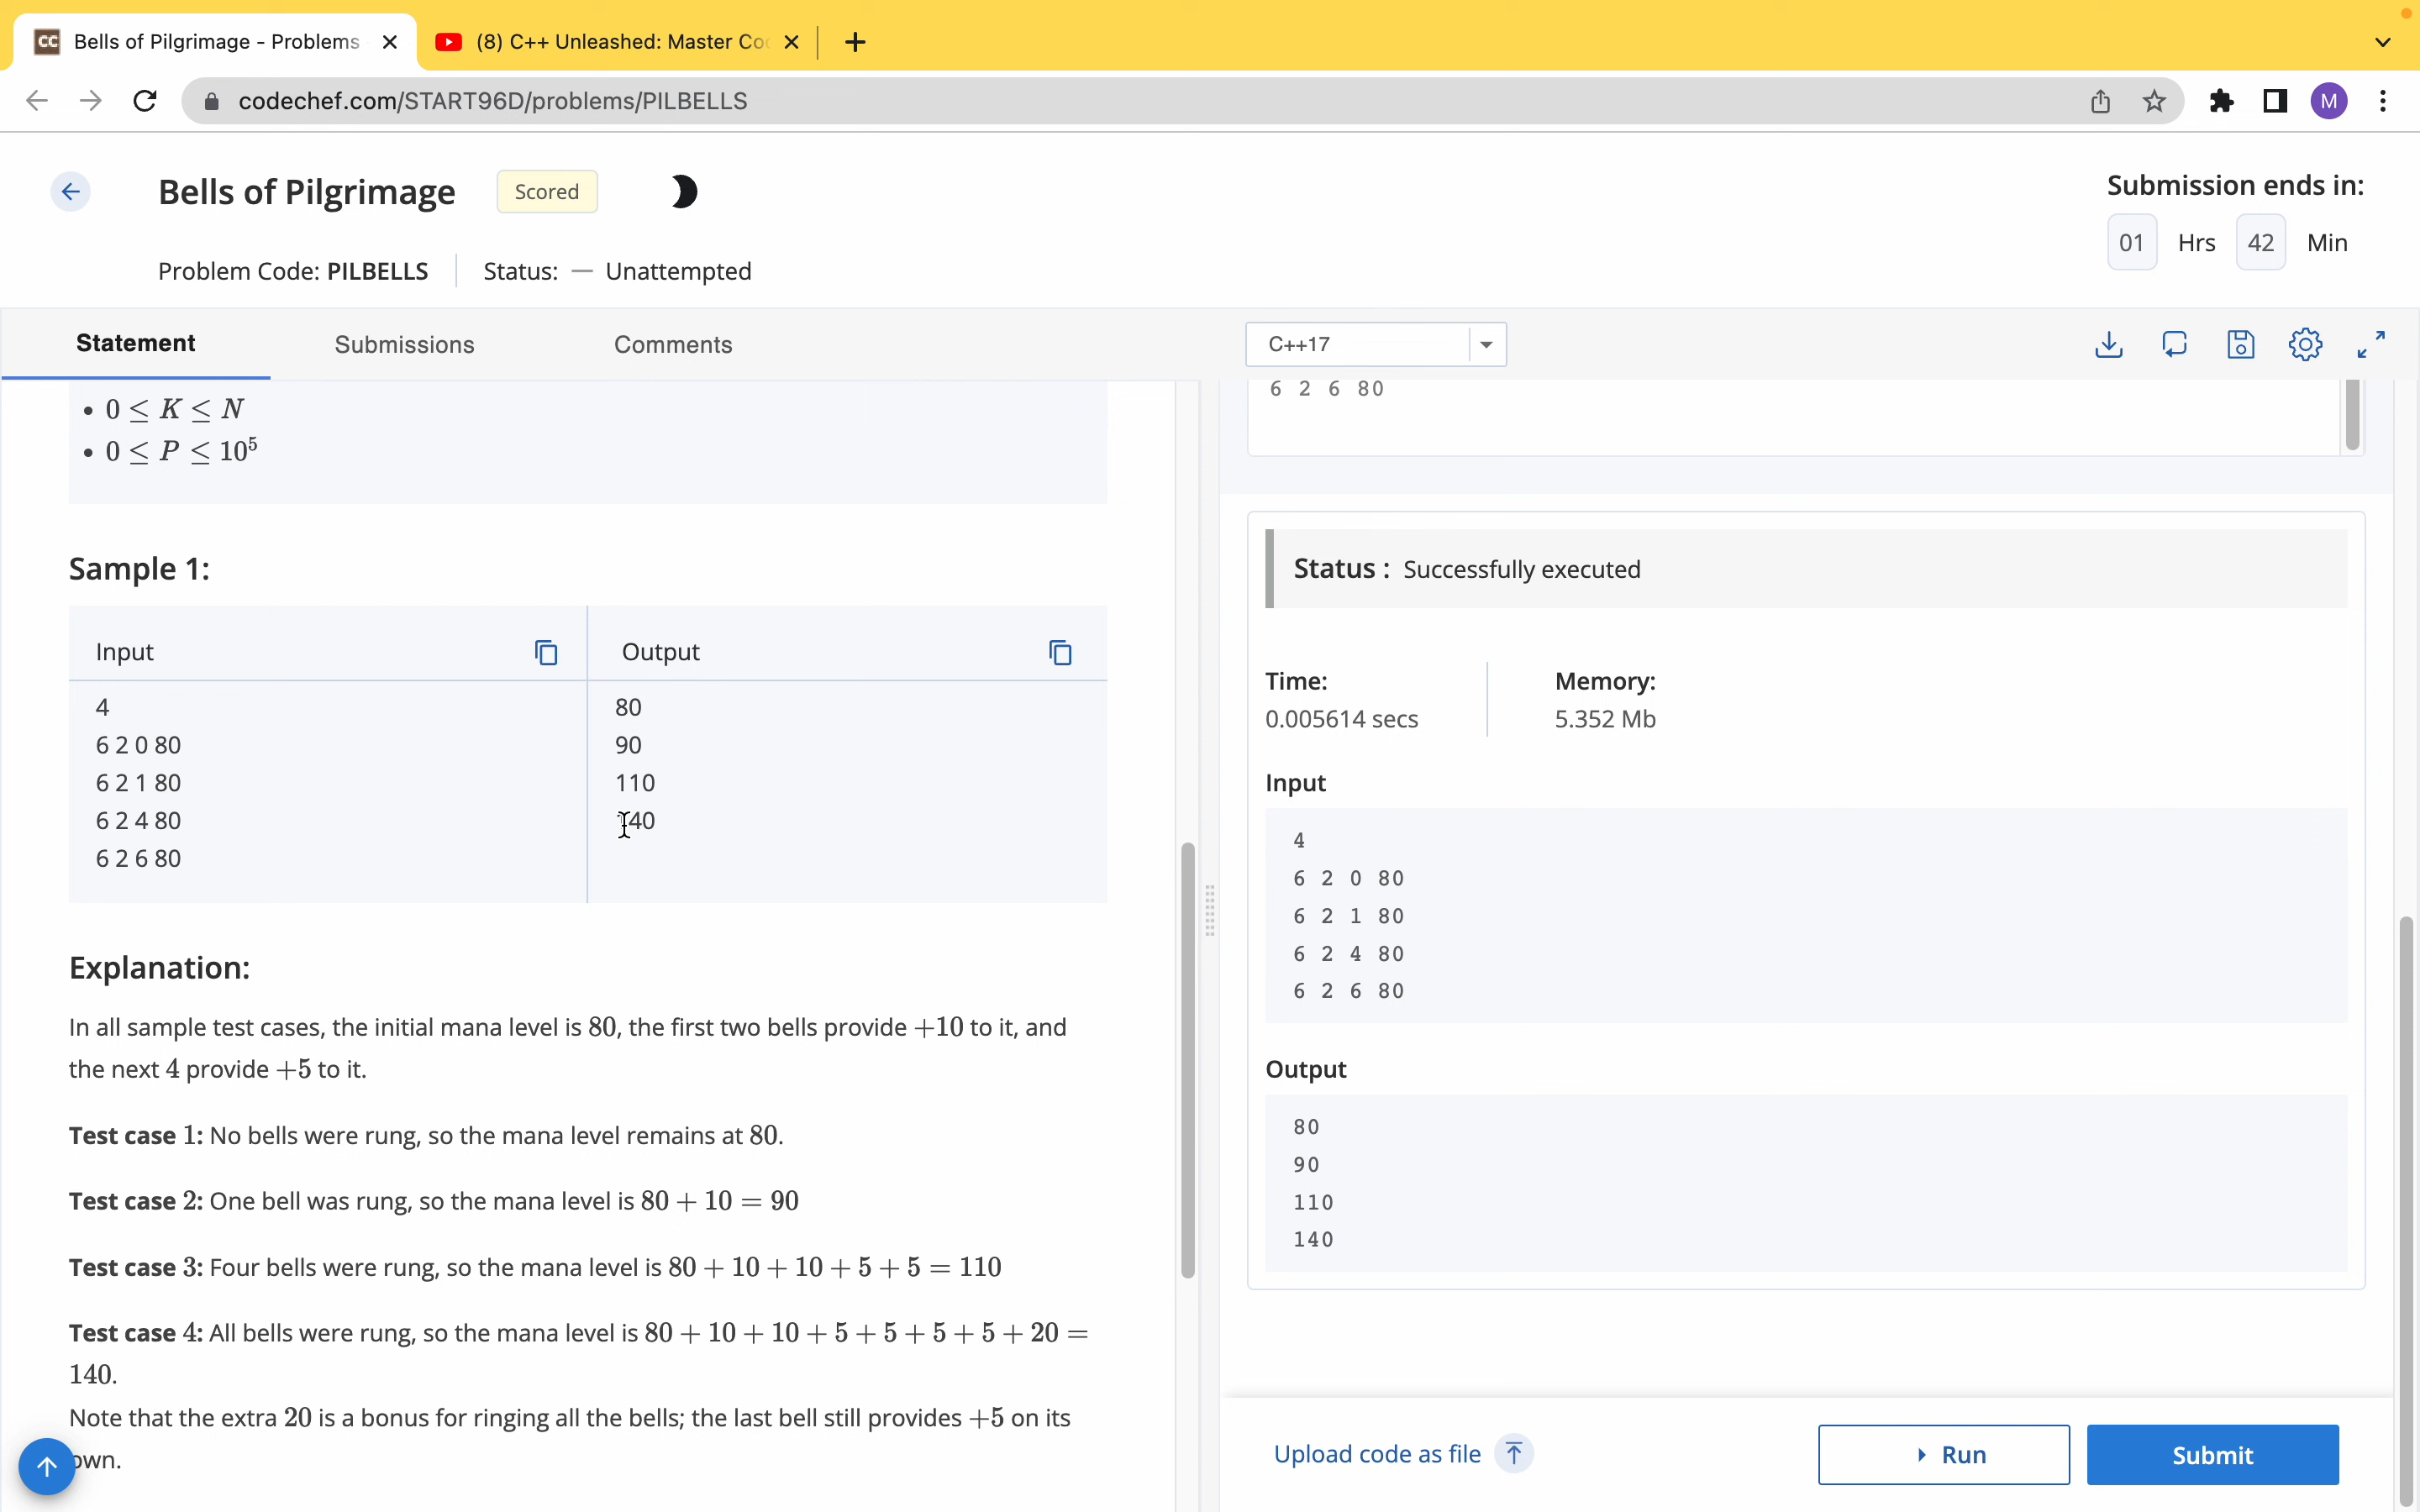 Bells of Pilgrimage - Problems
(8) C++ Unleashed: Master Co
codechef.com/START96D/problems/PILBELLS
M
Bells of Pilgrimage
Scored
Submission ends in:
01 Hrs 42 Min
Problem Code: PILBELLS
Status: — Unattempted
Statement
Submissions
Comments
C++17
• 0 ≤ K ≤ N
• 0 ≤ P ≤ 10⁵
Sample 1:
Input
Output
4
80
6 2 0 80
90
6 2 1 80
110
6 2 4 80
140
6 2 6 80
Explanation:
In all sample test cases, the initial mana level is 80, the first two bells provide +10 to it, and
the next 4 provide +5 to it.
Test case 1: No bells were rung, so the mana level remains at 80.
Test case 2: One bell was rung, so the mana level is 80 + 10 = 90
Test case 3: Four bells were rung, so the mana level is 80 + 10 + 10 + 5 + 5 = 110
Test case 4: All bells were rung, so the mana level is 80 + 10 + 10 + 5 + 5 + 5 + 5 + 20 =
140.
Note that the extra 20 is a bonus for ringing all the bells; the last bell still provides +5 on its
own.
6 2 6 80
Status : Successfully executed
Time:
0.005614 secs
Memory:
5.352 Mb
Input
4
6 2 0 80
6 2 1 80
6 2 4 80
6 2 6 80
Output
80
90
110
140
Upload code as file
Run
Submit